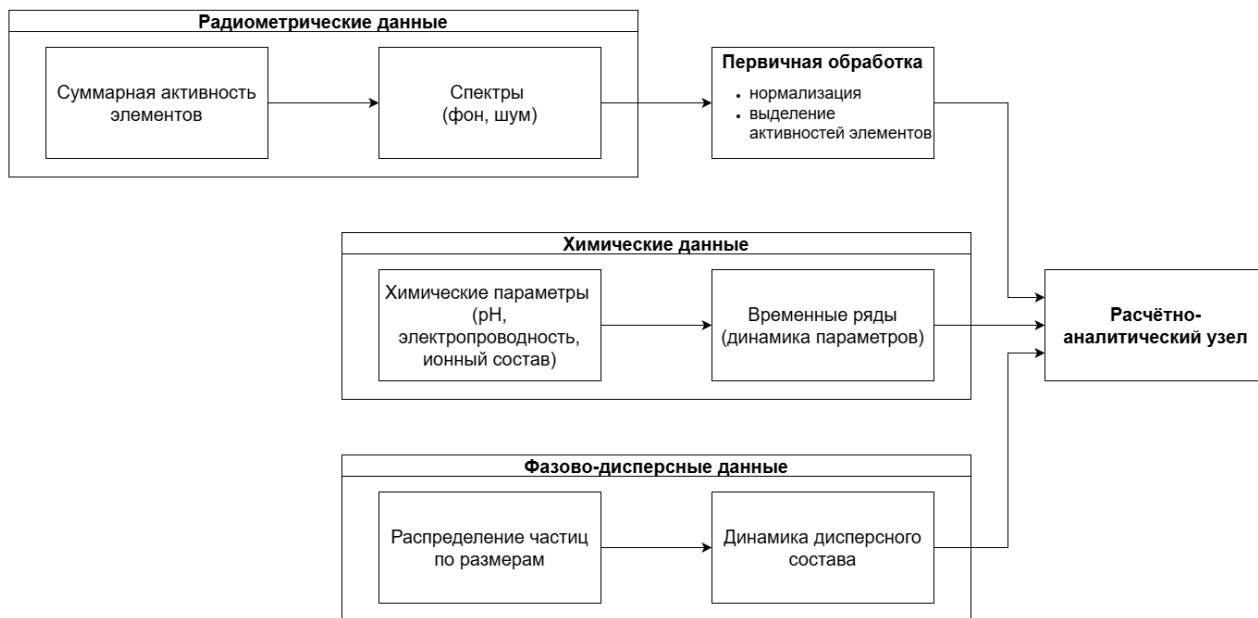 Радиометрические данные
Суммарная активность
элементов
Спектры
(фон, шум)
Первичная обработка
• нормализация
• выделение
активностей элементов
Химические данные
Химические параметры
(pH,
электропроводность,
ионный состав)
Временные ряды
(динамика параметров)
Расчётно-
аналитический узел
Фазово-дисперсные данные
Распределение частиц
по размерам
Динамика дисперсного
состава